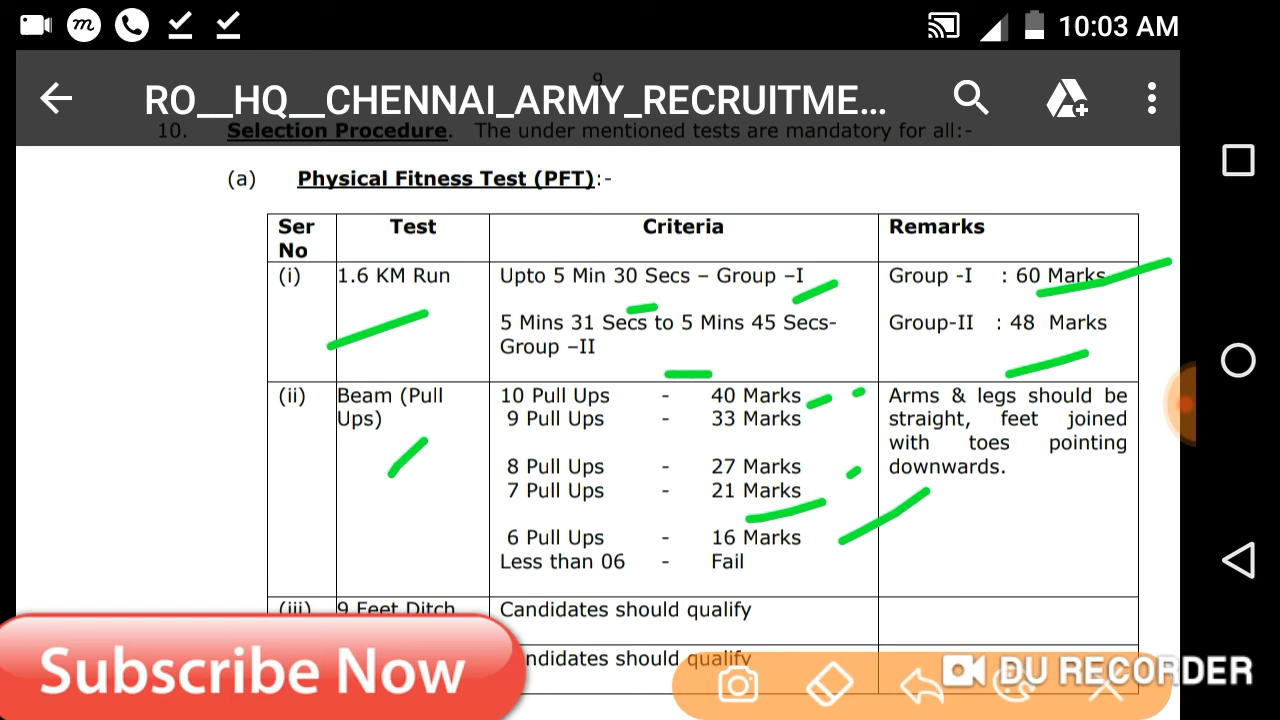 10:03 AM
9
RO__HQ__CHENNAI_ARMY_RECRUITME...
10. Selection Procedure. The under mentioned tests are mandatory for all:-
(a) Physical Fitness Test (PFT):-
Ser No Test Criteria Remarks
(i) 1.6 KM Run Upto 5 Min 30 Secs – Group –I Group -I : 60 Marks
5 Mins 31 Secs to 5 Mins 45 Secs- Group-II : 48 Marks
Group –II
(ii) Beam (Pull 10 Pull Ups - 40 Marks Arms & legs should be
Ups) 9 Pull Ups - 33 Marks straight, feet joined
with toes pointing
8 Pull Ups - 27 Marks downwards.
7 Pull Ups - 21 Marks
6 Pull Ups - 16 Marks
Less than 06 - Fail
(iii) 9 Feet Ditch Candidates should qualify
should qualify
Subscribe Now
DU RECORDER